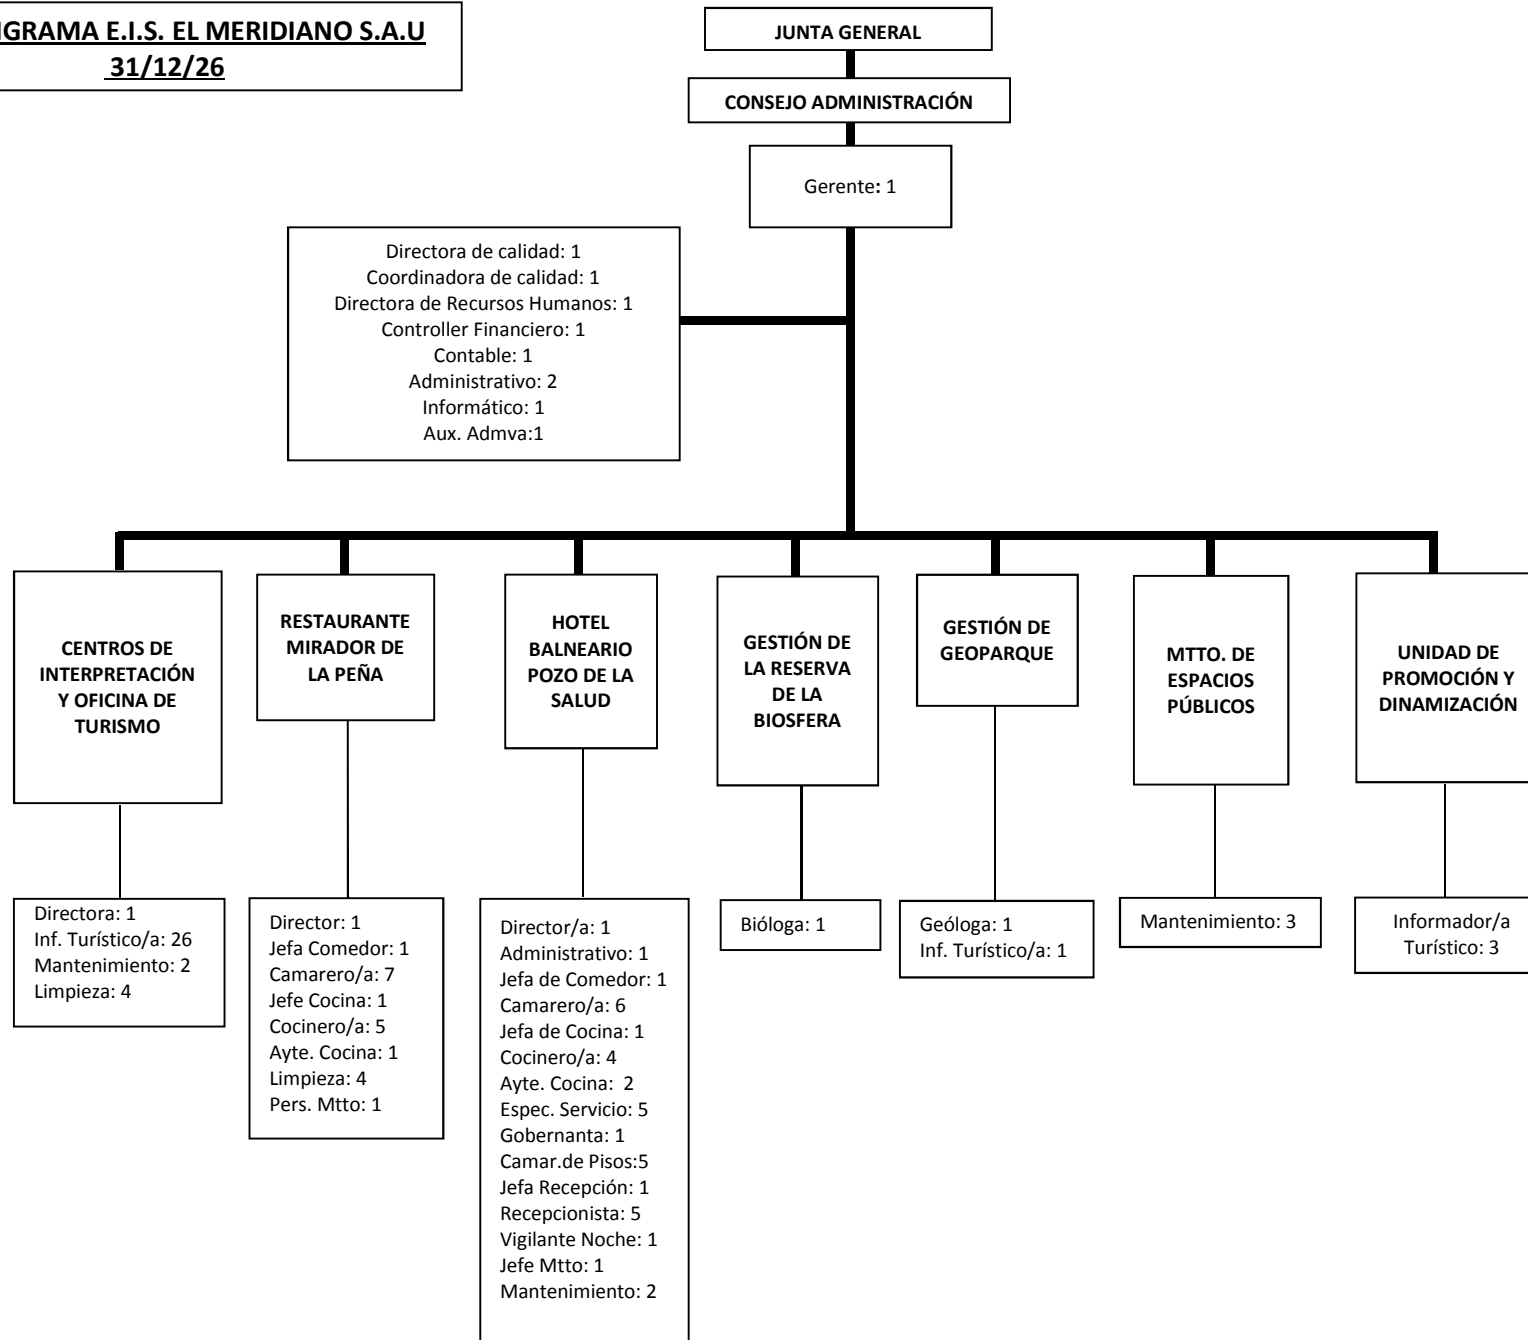 GRAMA E.I.S. EL MERIDIANO S.A.U
31/12/26
JUNTA GENERAL
CONSEJO ADMINISTRACIÓN
Gerente: 1
Directora de calidad: 1
Coordinadora de calidad: 1
Directora de Recursos Humanos: 1
Controller Financiero: 1
Contable: 1
Administrativo: 2
Informático: 1
Aux. Admva:1
CENTROS DE
INTERPRETACIÓN
Y OFICINA DE
TURISMO
RESTAURANTE
MIRADOR DE
LA PEÑA
HOTEL
BALNEARIO
POZO DE LA
SALUD
GESTIÓN DE
LA RESERVA
DE LA
BIOSFERA
GESTIÓN DE
GEOPARQUE
MTTO. DE
ESPACIOS
PÚBLICOS
UNIDAD DE
PROMOCIÓN Y
DINAMIZACIÓN
Directora: 1
Inf. Turístico/a: 26
Mantenimiento: 2
Limpieza: 4
Director: 1
Jefa Comedor: 1
Camarero/a: 7
Jefe Cocina: 1
Cocinero/a: 5
Ayte. Cocina: 1
Limpieza: 4
Pers. Mtto: 1
Director/a: 1
Administrativo: 1
Jefa de Comedor: 1
Camarero/a: 6
Jefa de Cocina: 1
Cocinero/a: 4
Ayte. Cocina:  2
Espec. Servicio: 5
Gobernanta: 1
Camar.de Pisos:5
Jefa Recepción: 1
Recepcionista: 5
Vigilante Noche: 1
Jefe Mtto: 1
Mantenimiento: 2
Bióloga: 1
Geóloga: 1
Inf. Turístico/a: 1
Mantenimiento: 3
Informador/a
Turístico: 3